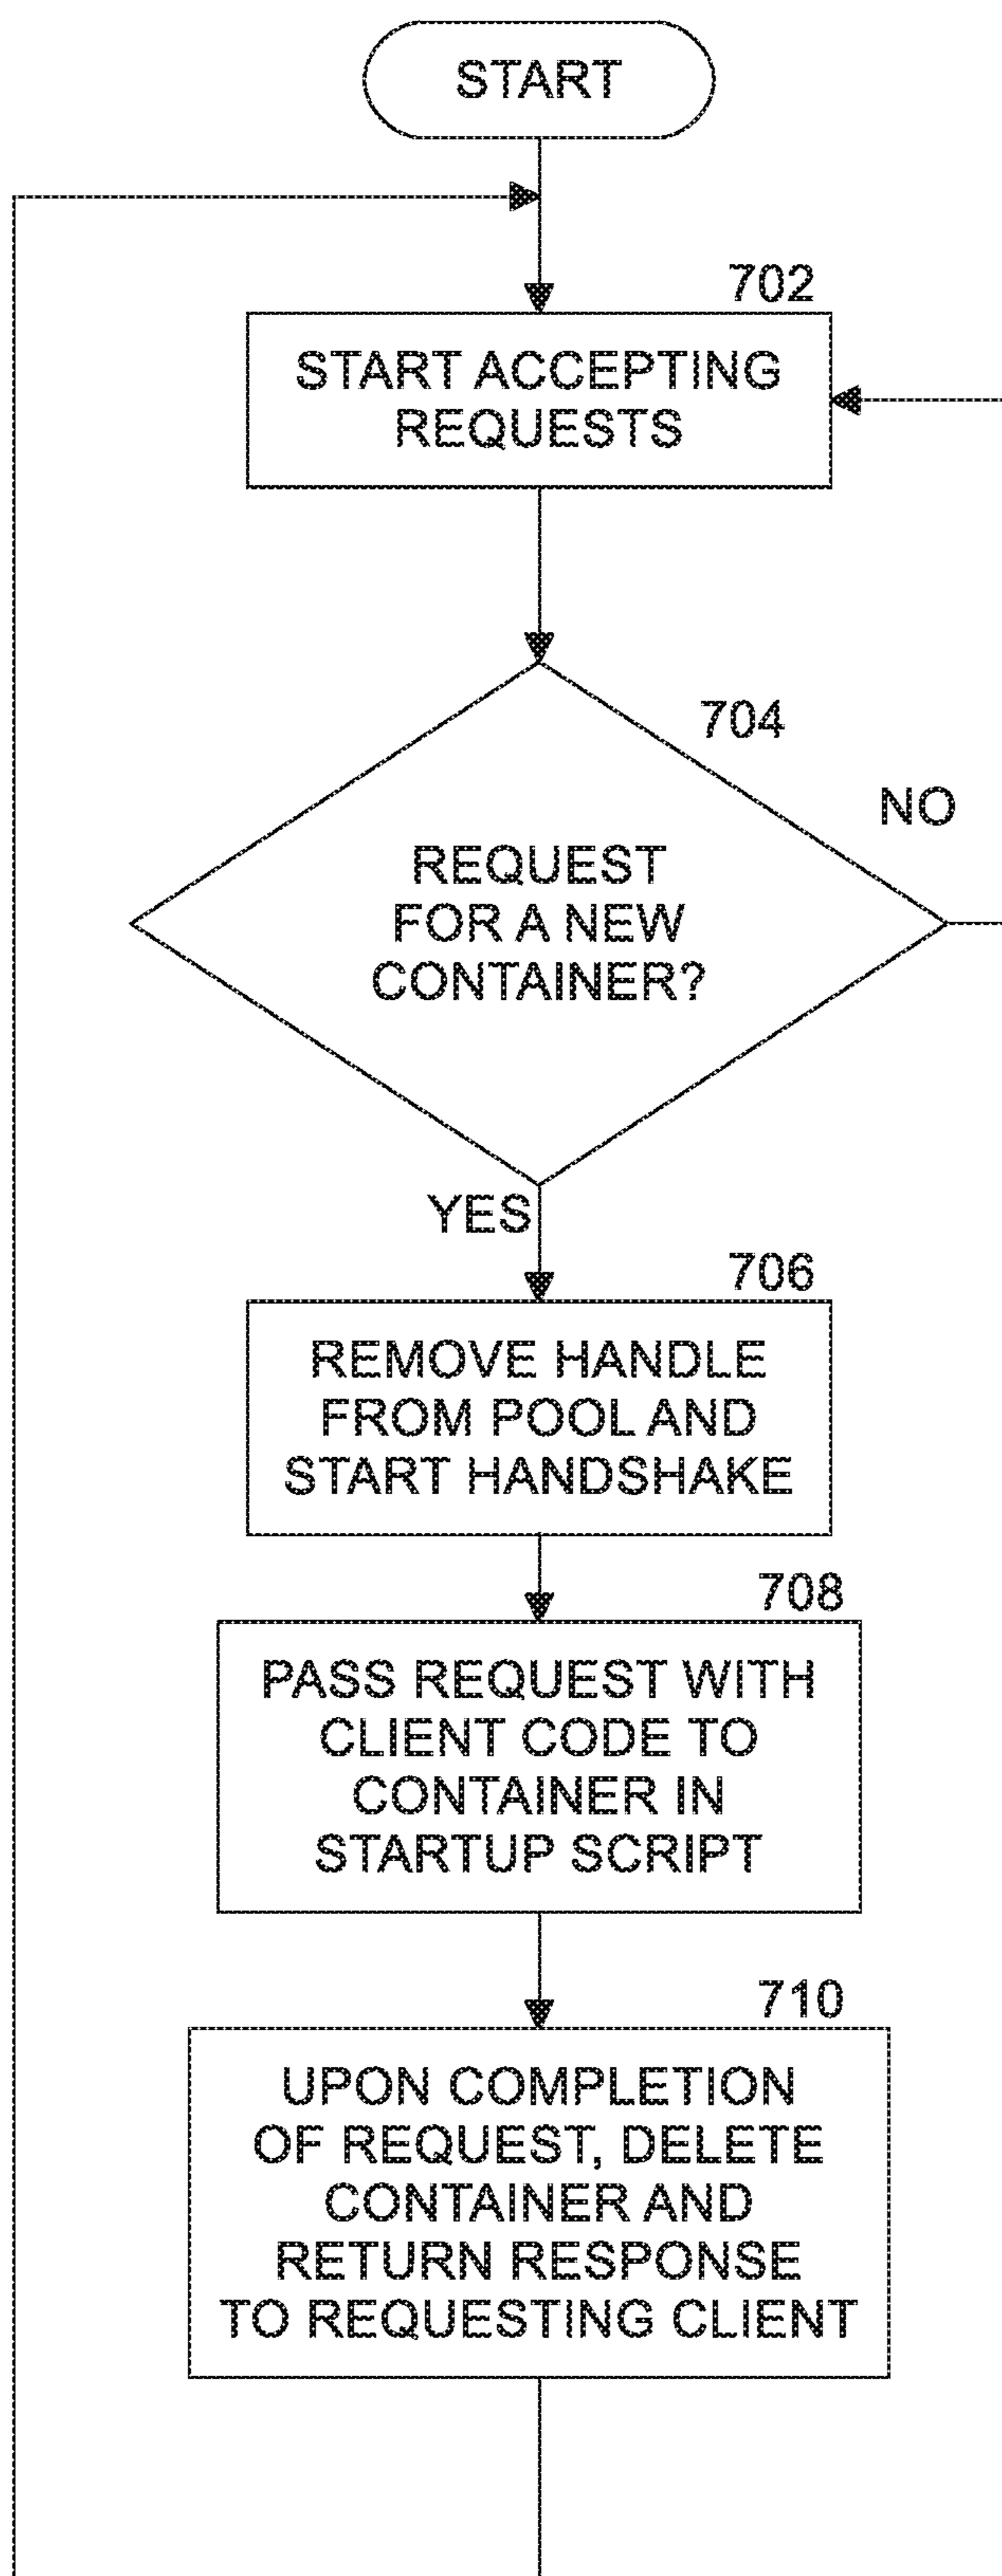 START
702
START ACCEPTING
REQUESTS
704
NO
REQUEST
FOR A NEW
CONTAINER?
YES
706
REMOVE HANDLE
FROM POOL AND
START HANDSHAKE
708
PASS REQUEST WITH
CLIENT CODE TO
CONTAINER IN
STARTUP SCRIPT
710
UPON COMPLETION
OF REQUEST, DELETE
CONTAINER AND
RETURN RESPONSE
TO REQUESTING CLIENT